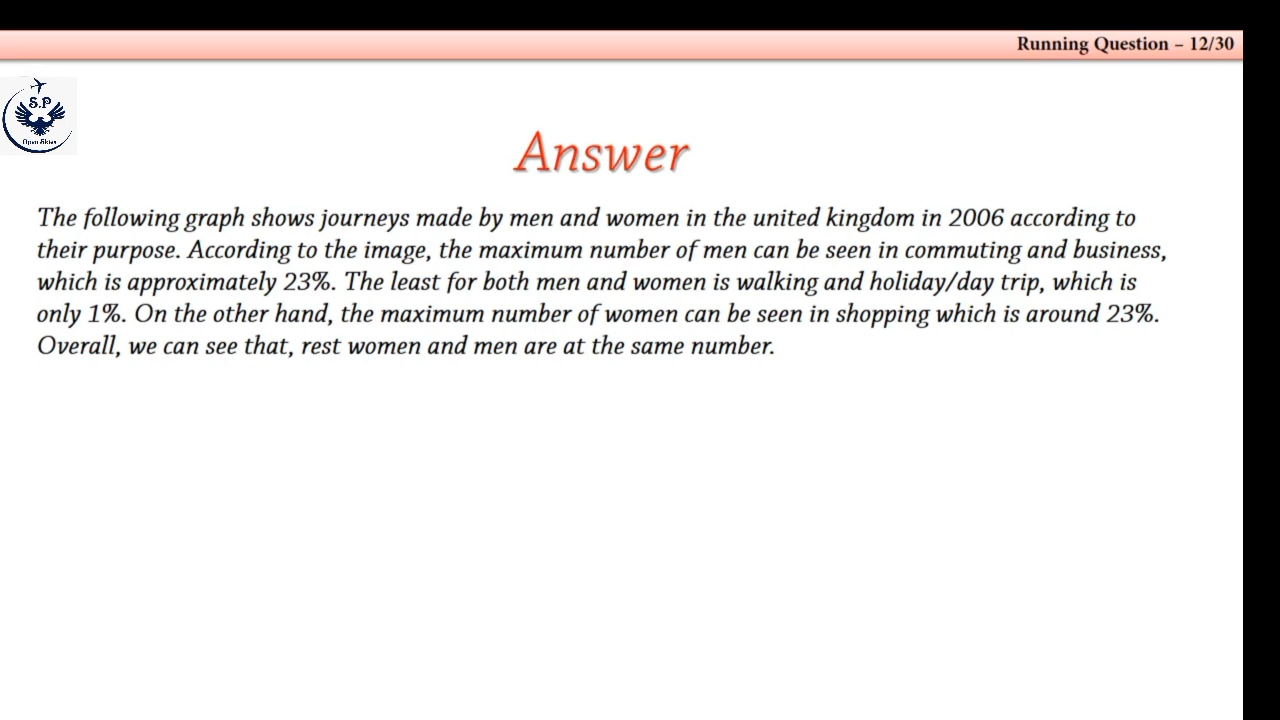 Running Question – 12/30
S.P
Open Skies
Answer
The following graph shows journeys made by men and women in the united kingdom in 2006 according to
their purpose. According to the image, the maximum number of men can be seen in commuting and business,
which is approximately 23%. The least for both men and women is walking and holiday/day trip, which is
only 1%. On the other hand, the maximum number of women can be seen in shopping which is around 23%.
Overall, we can see that, rest women and men are at the same number.